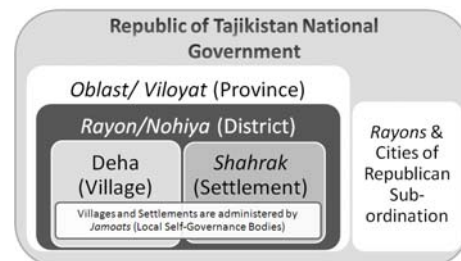 Republic of Tajikistan National
Government
Oblast/ Viloyat (Province)
Rayon/Nohiya (District)
Deha
(Village)
Shahrak
(Settlement)
Villages and Settlements are administered by
Jamoats (Local Self-Governance Bodies)
Rayons &
Cities of
Republican
Sub-
ordination